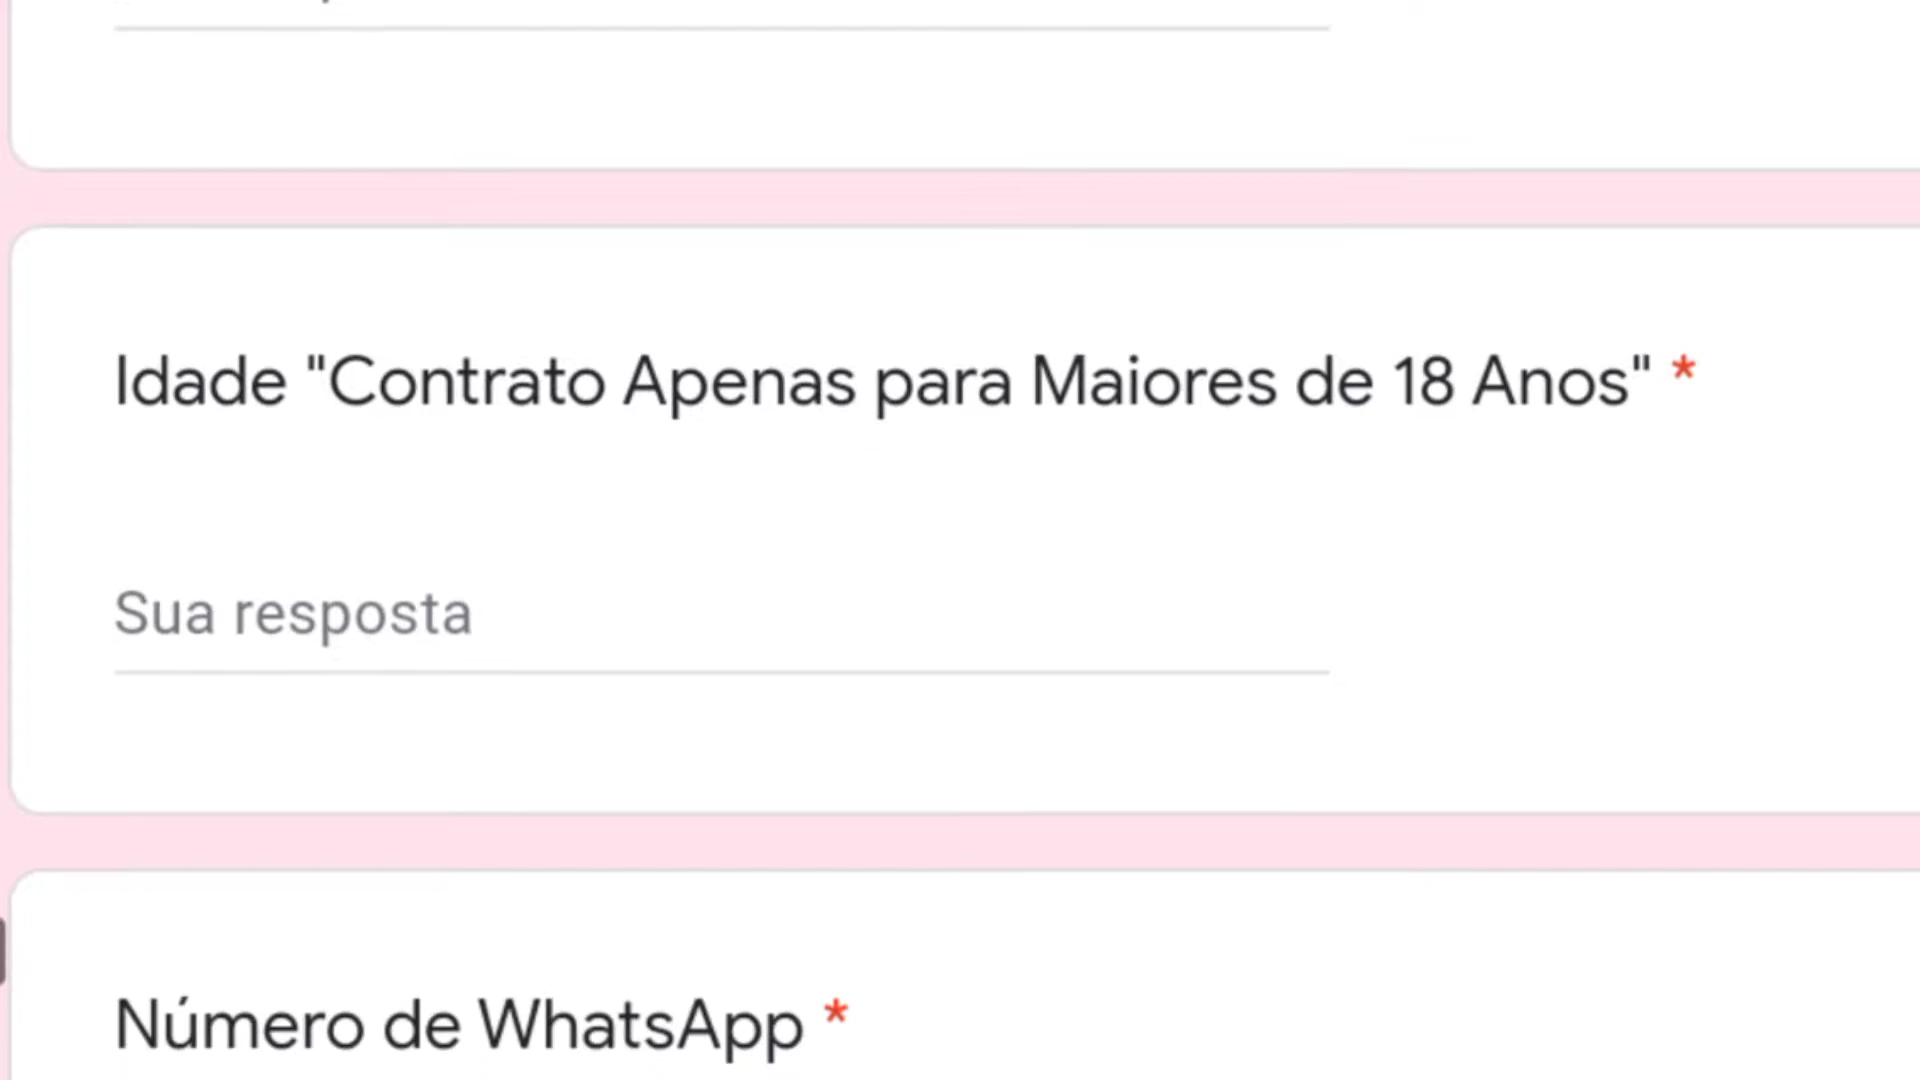 Idade "Contrato Apenas para Maiores de 18 Anos" *
Sua resposta
Número de WhatsApp *